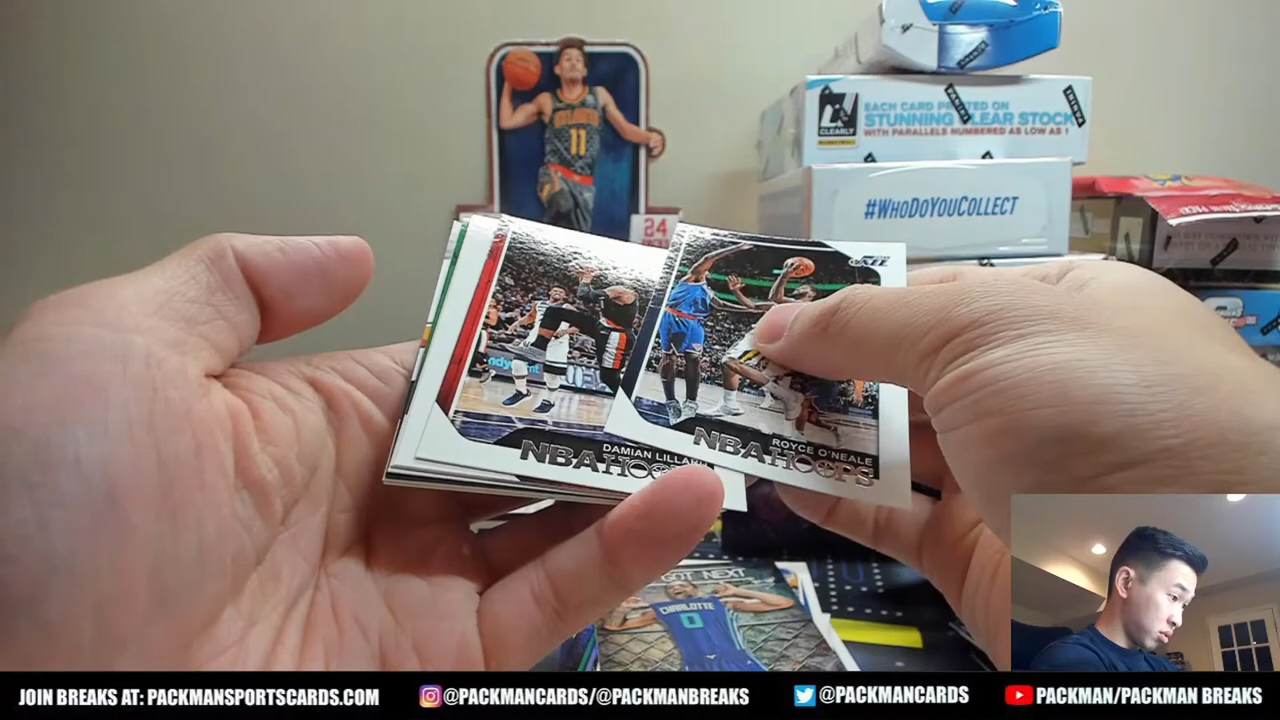 ATLANTA
11
24
CLEARLY
EACH CARD PRINTED ON
STUNNING CLEAR STOCK
WITH PARALLELS NUMBERED AS LOW AS 1
PANINI
#WHODOYOUCOLLECT
DAMIAN LILLARD
NBA HOOPS
ROYCE O'NEALE
NBA HOOPS
GOT NEXT
CHARLOTTE
0
JOIN BREAKS AT: PACKMANSPORTSCARDS.COM
@PACKMANCARDS/@PACKMANBREAKS
@PACKMANCARDS
PACKMAN/PACKMAN BREAKS